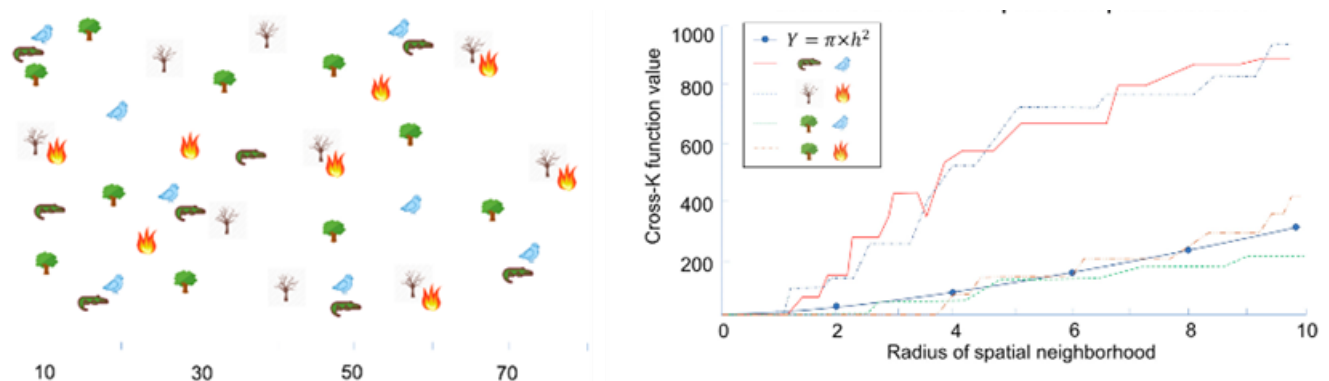 10 30 50 70
Cross-K function value
1000
800
600
400
200
Y = π×h²
0 2 4 6 8 10
Radius of spatial neighborhood